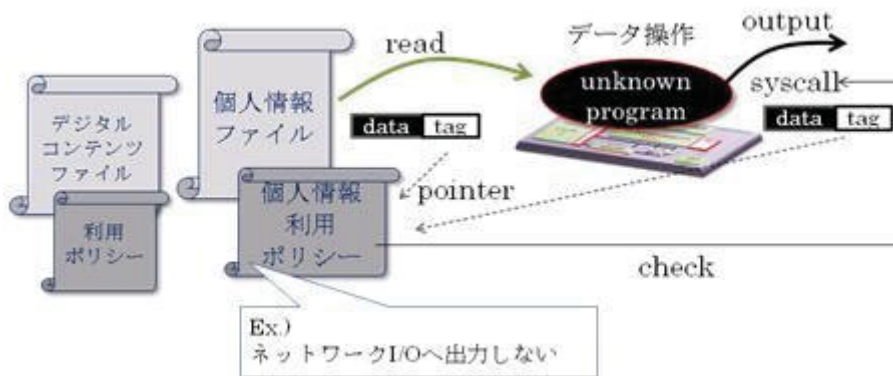 デジタル
コンテンツ
ファイル
利用
ポリシー
個人情報
ファイル
個人情報
利用
ポリシー
read
data tag
pointer
データ操作
unknown
program
output
syscall
data tag
check
Ex.)
ネットワークI/Oへ出力しない